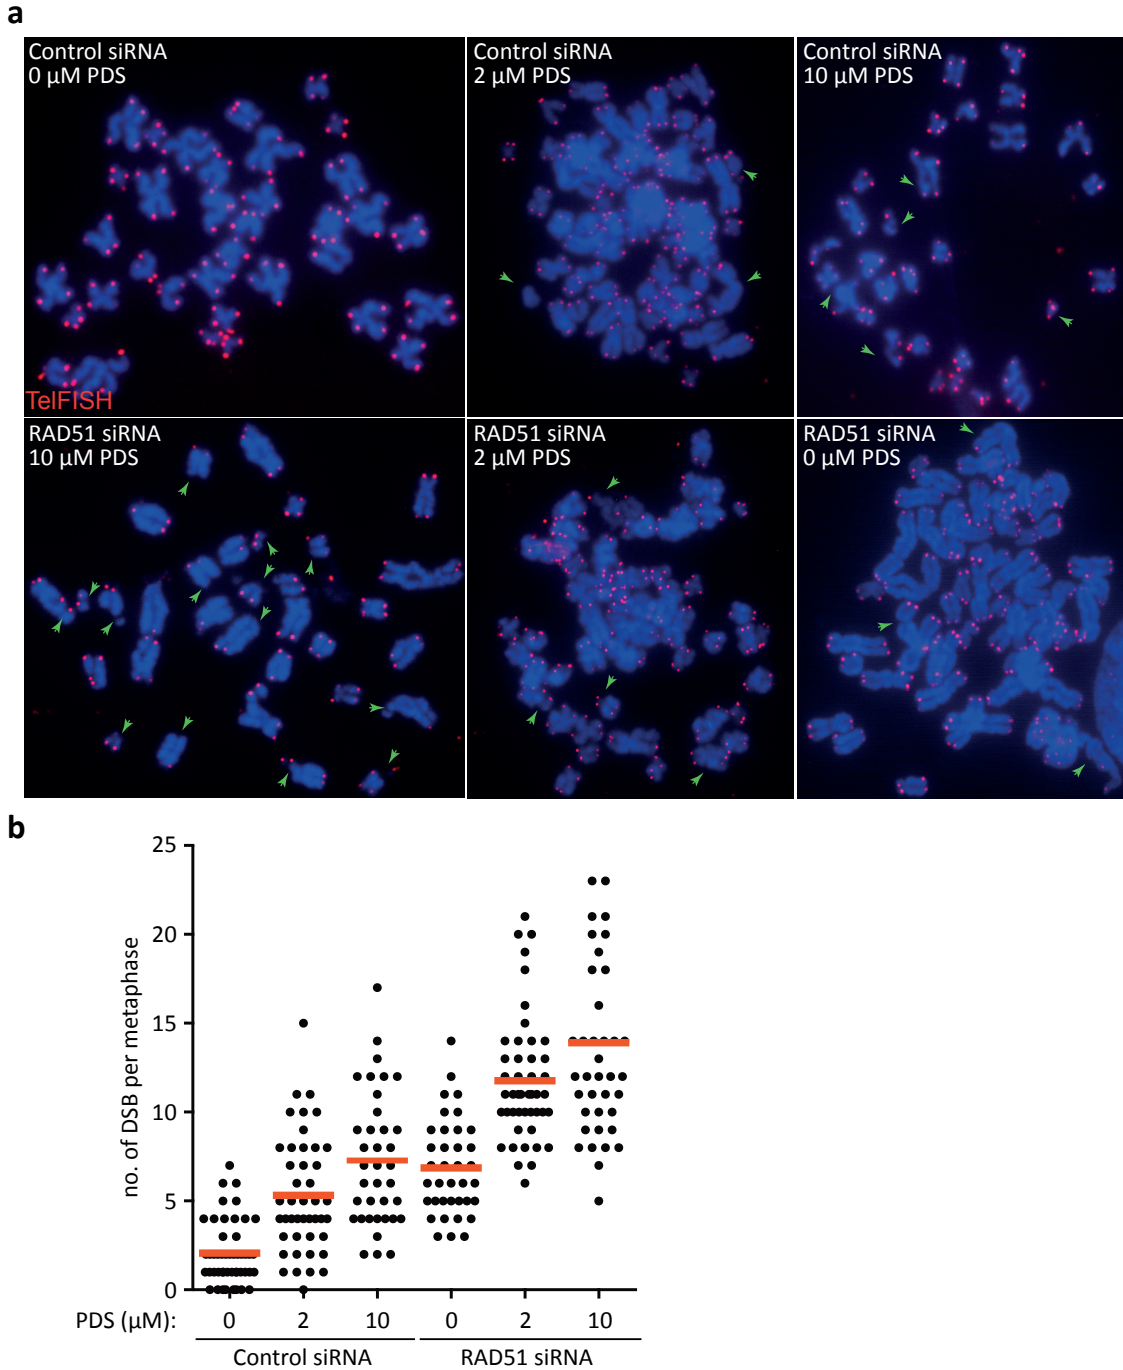 a
Control siRNA
0 µM PDS
Control siRNA
2 µM PDS
Control siRNA
10 µM PDS
TelFISH
RAD51 siRNA
10 µM PDS
RAD51 siRNA
2 µM PDS
RAD51 siRNA
0 µM PDS
b
no. of DSB per metaphase
25
20
15
10
5
0
PDS (µM): 0 2 10 0 2 10
Control siRNA RAD51 siRNA